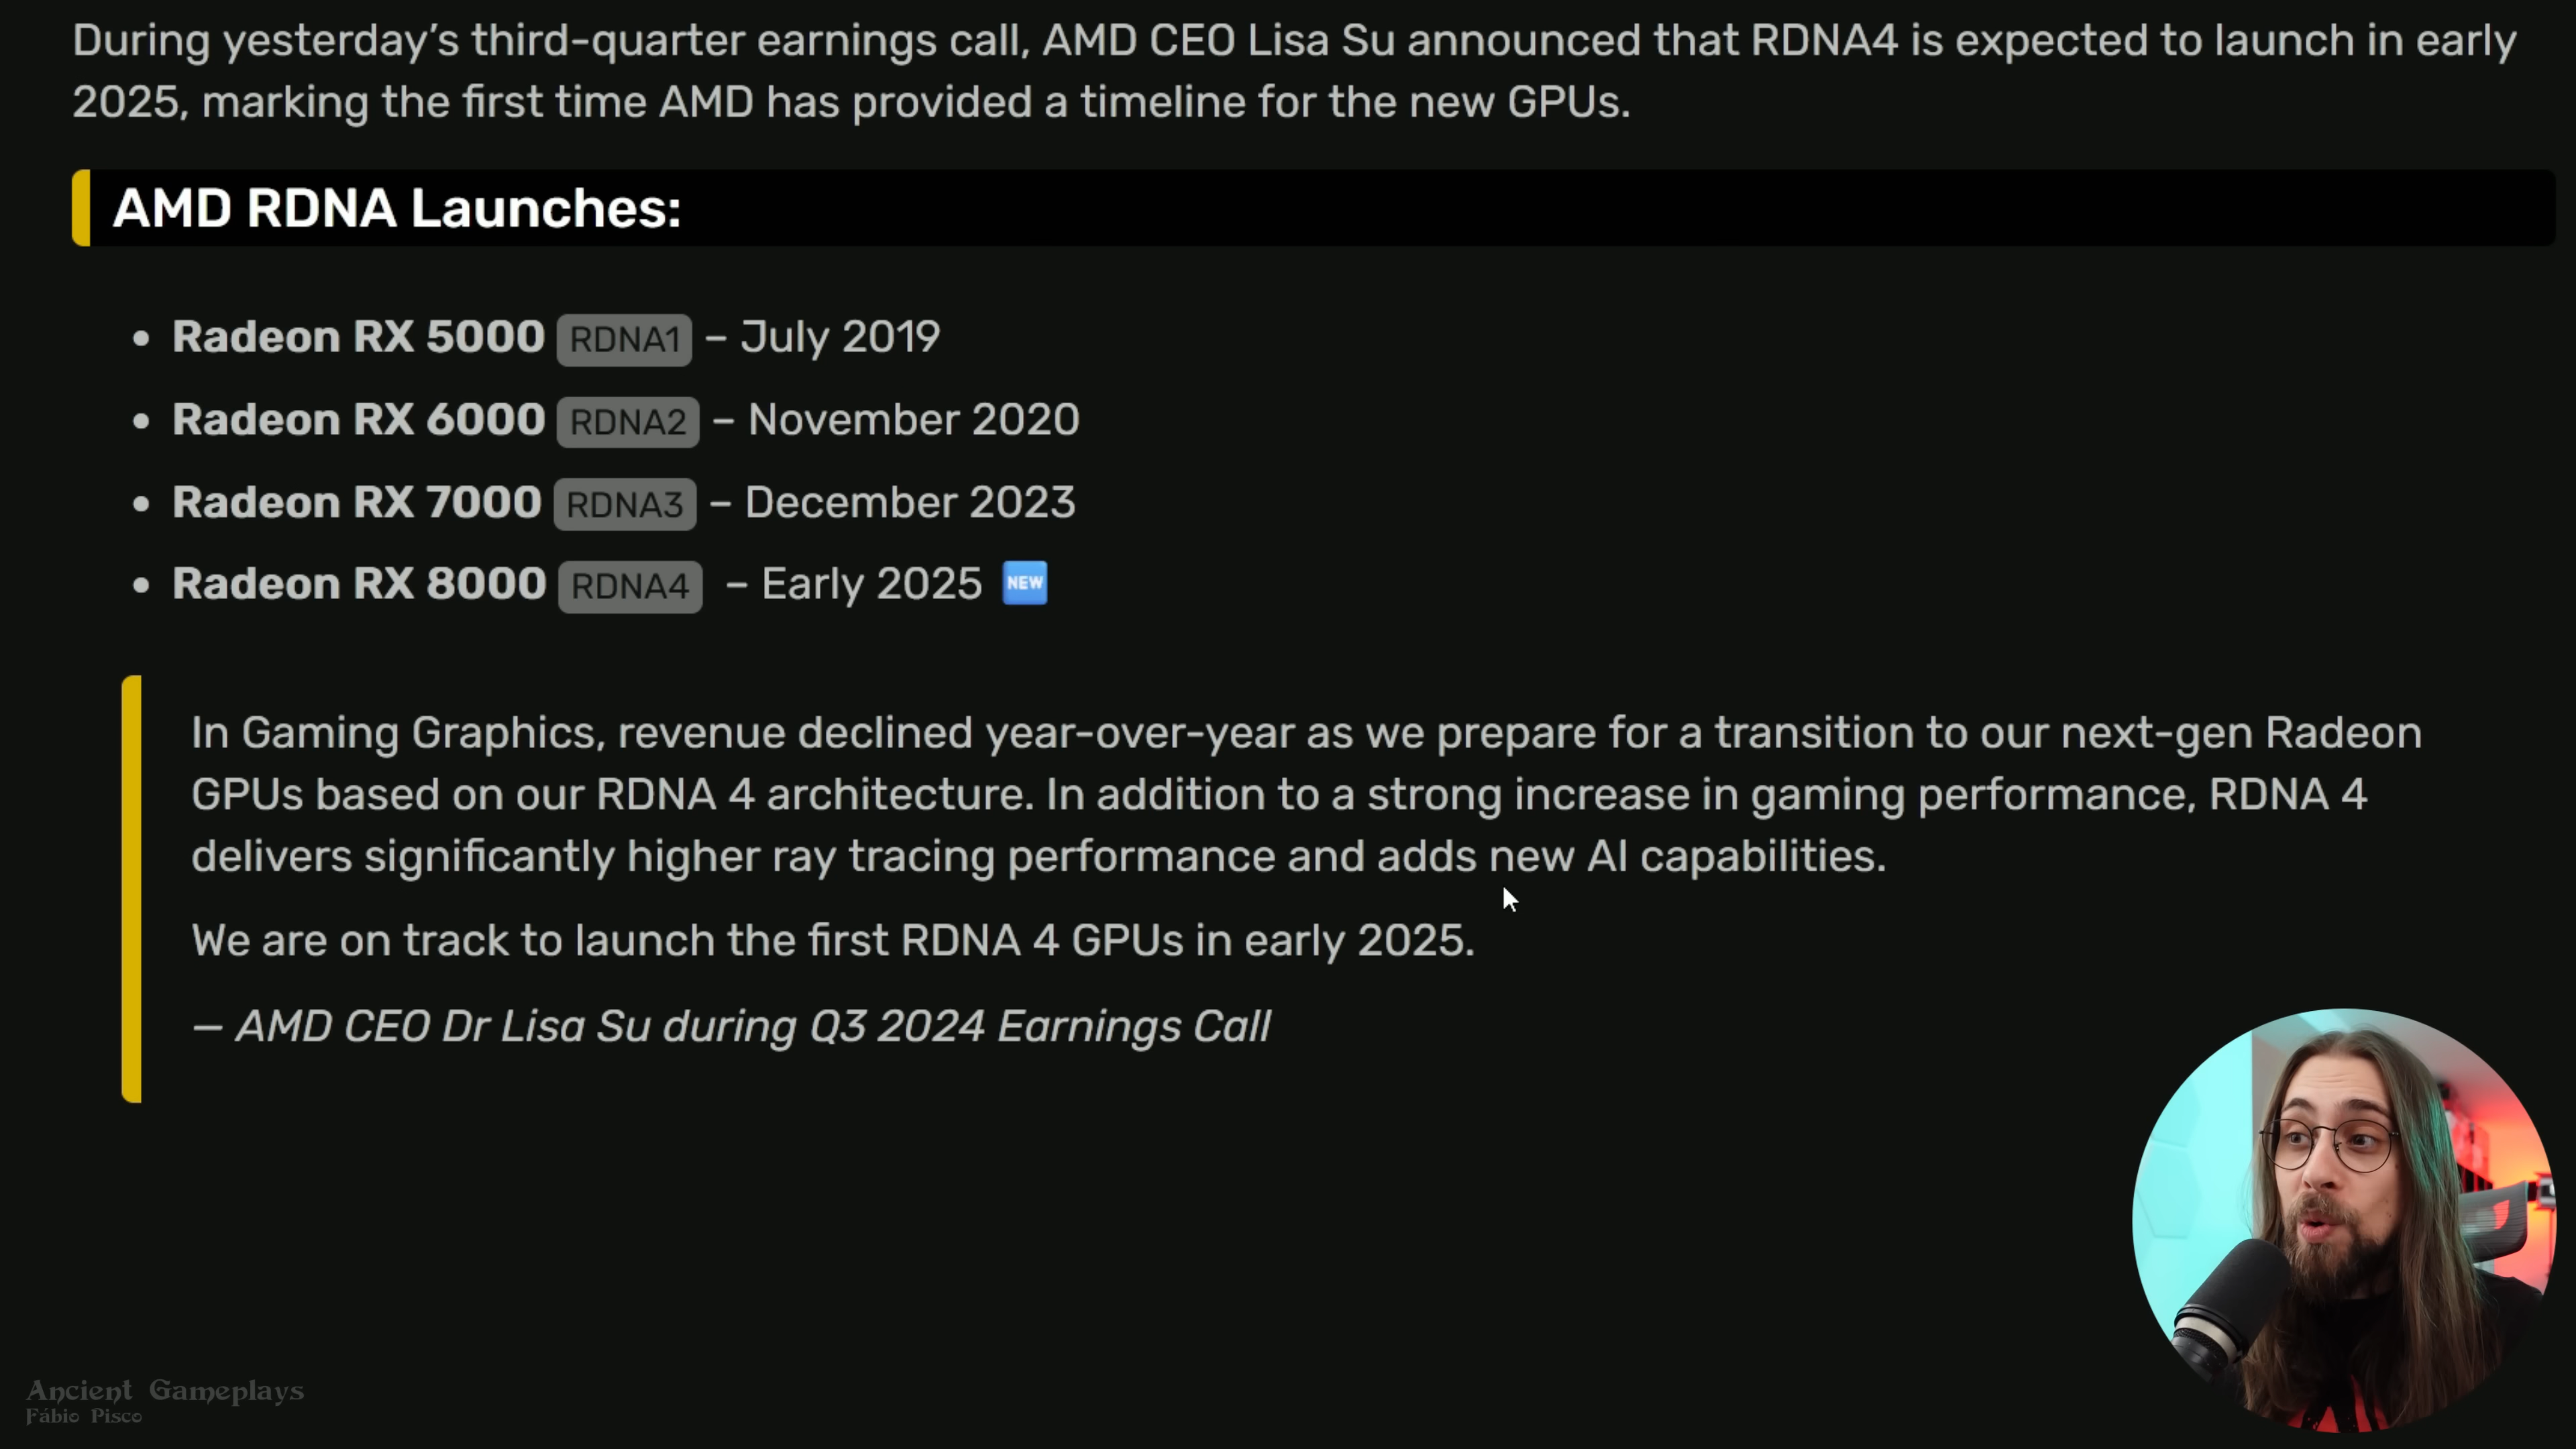 During yesterday’s third-quarter earnings call, AMD CEO Lisa Su announced that RDNA4 is expected to launch in early
2025, marking the first time AMD has provided a timeline for the new GPUs.
AMD RDNA Launches:
• Radeon RX 5000 RDNA1 – July 2019
• Radeon RX 6000 RDNA2 – November 2020
• Radeon RX 7000 RDNA3 – December 2023
• Radeon RX 8000 RDNA4 – Early 2025 NEW
In Gaming Graphics, revenue declined year-over-year as we prepare for a transition to our next-gen Radeon
GPUs based on our RDNA 4 architecture. In addition to a strong increase in gaming performance, RDNA 4
delivers significantly higher ray tracing performance and adds new AI capabilities.
We are on track to launch the first RDNA 4 GPUs in early 2025.
— AMD CEO Dr Lisa Su during Q3 2024 Earnings Call
Ancient Gameplays
Fábio Pisco